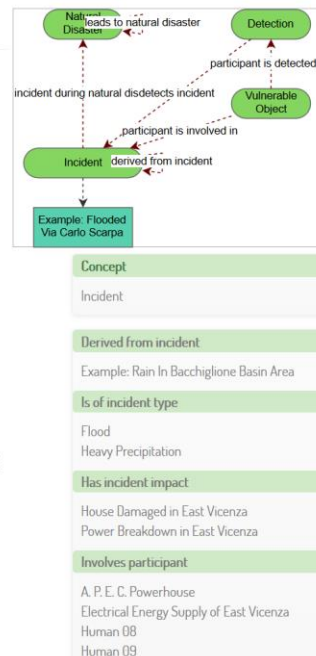 Natural
Disaster
leads to natural disaster
Detection
participant is detected
incident during natural dis
detects incident
Vulnerable
Object
participant is involved in
Incident
derived from incident
Example: Flooded
Via Carlo Scarpa
Concept
Incident
Derived from incident
Example: Rain In Bacchiglione Basin Area
Is of incident type
Flood
Heavy Precipitation
Has incident impact
House Damaged in East Vicenza
Power Breakdown in East Vicenza
Involves participant
A. P. E. C. Powerhouse
Electrical Energy Supply of East Vicenza
Human 08
Human 09